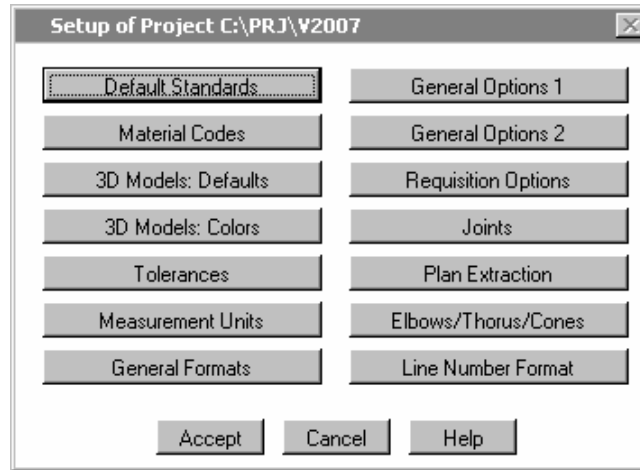 Setup of Project C:\PRJ\V2007
Default Standards
General Options 1
Material Codes
General Options 2
3D Models: Defaults
Requisition Options
3D Models: Colors
Joints
Tolerances
Plan Extraction
Measurement Units
Elbows/Thorus/Cones
General Formats
Line Number Format
Accept
Cancel
Help